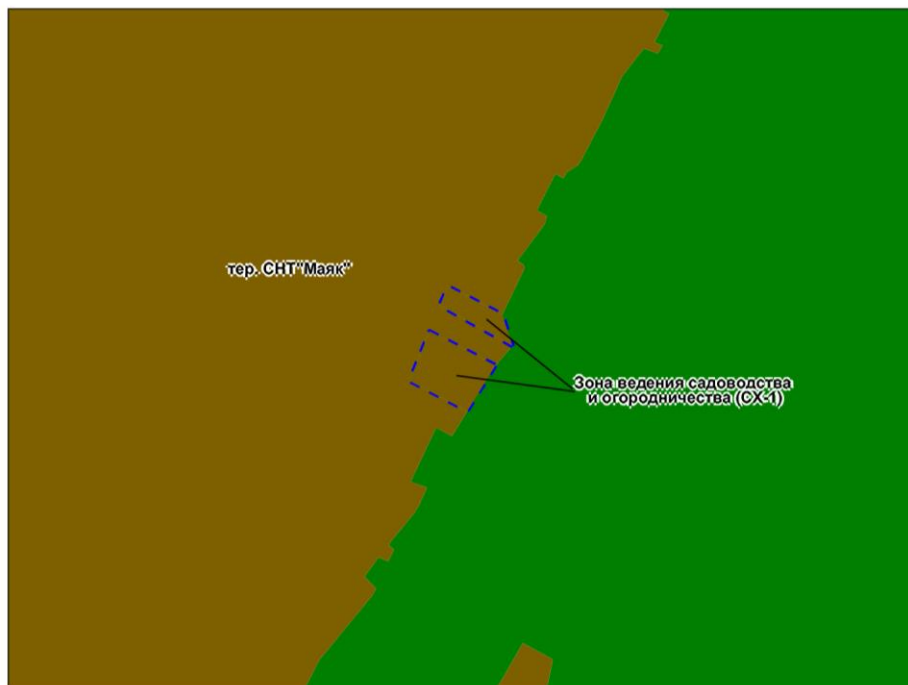 тер. СНТ"Маяк"
Зона ведения садоводства
и огородничества (СХ-1)